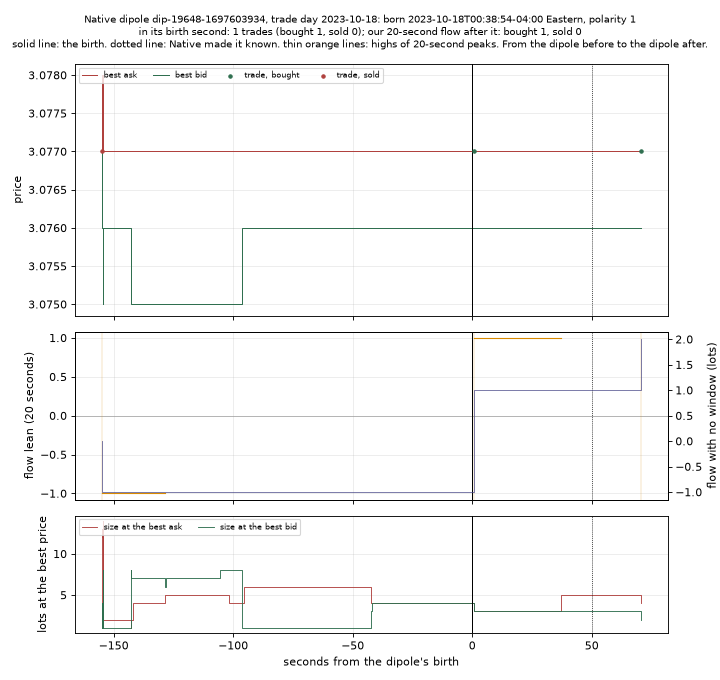 Native dipole dip-19648-1697603934, trade day 2023-10-18: born 2023-10-18T00:38:54-04:00 Eastern, polarity 1
in its birth second: 1 trades (bought 1, sold 0); our 20-second flow after it: bought 1, sold 0
solid line: the birth. dotted line: Native made it known. thin orange lines: highs of 20-second peaks. From the dipole before to the dipole after.
best ask best bid trade, bought trade, sold
3.0780
3.0775
3.0770
3.0765
3.0760
3.0755
3.0750
price
1.0
0.5
0.0
−0.5
−1.0
flow lean (20 seconds)
2.0
1.5
1.0
0.5
0.0
−0.5
−1.0
flow with no window (lots)
size at the best ask size at the best bid
10
5
lots at the best price
−150 −100 −50 0 50
seconds from the dipole's birth